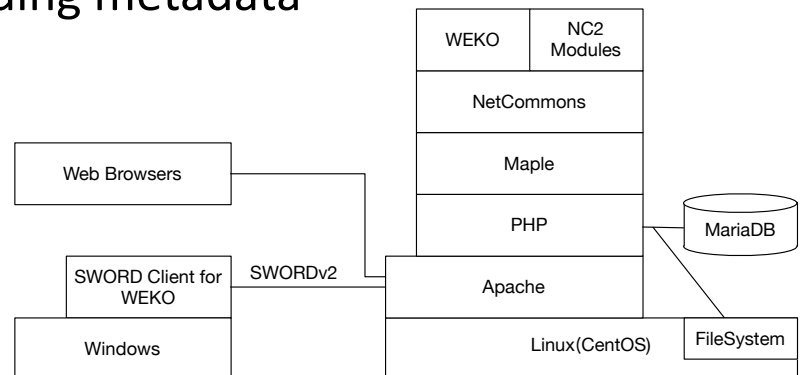 metadata
WEKO
NC2
Modules
NetCommons
Maple
Web Browsers
PHP
MariaDB
SWORD Client for
WEKO
SWORDv2
Apache
Windows
Linux(CentOS)
FileSystem